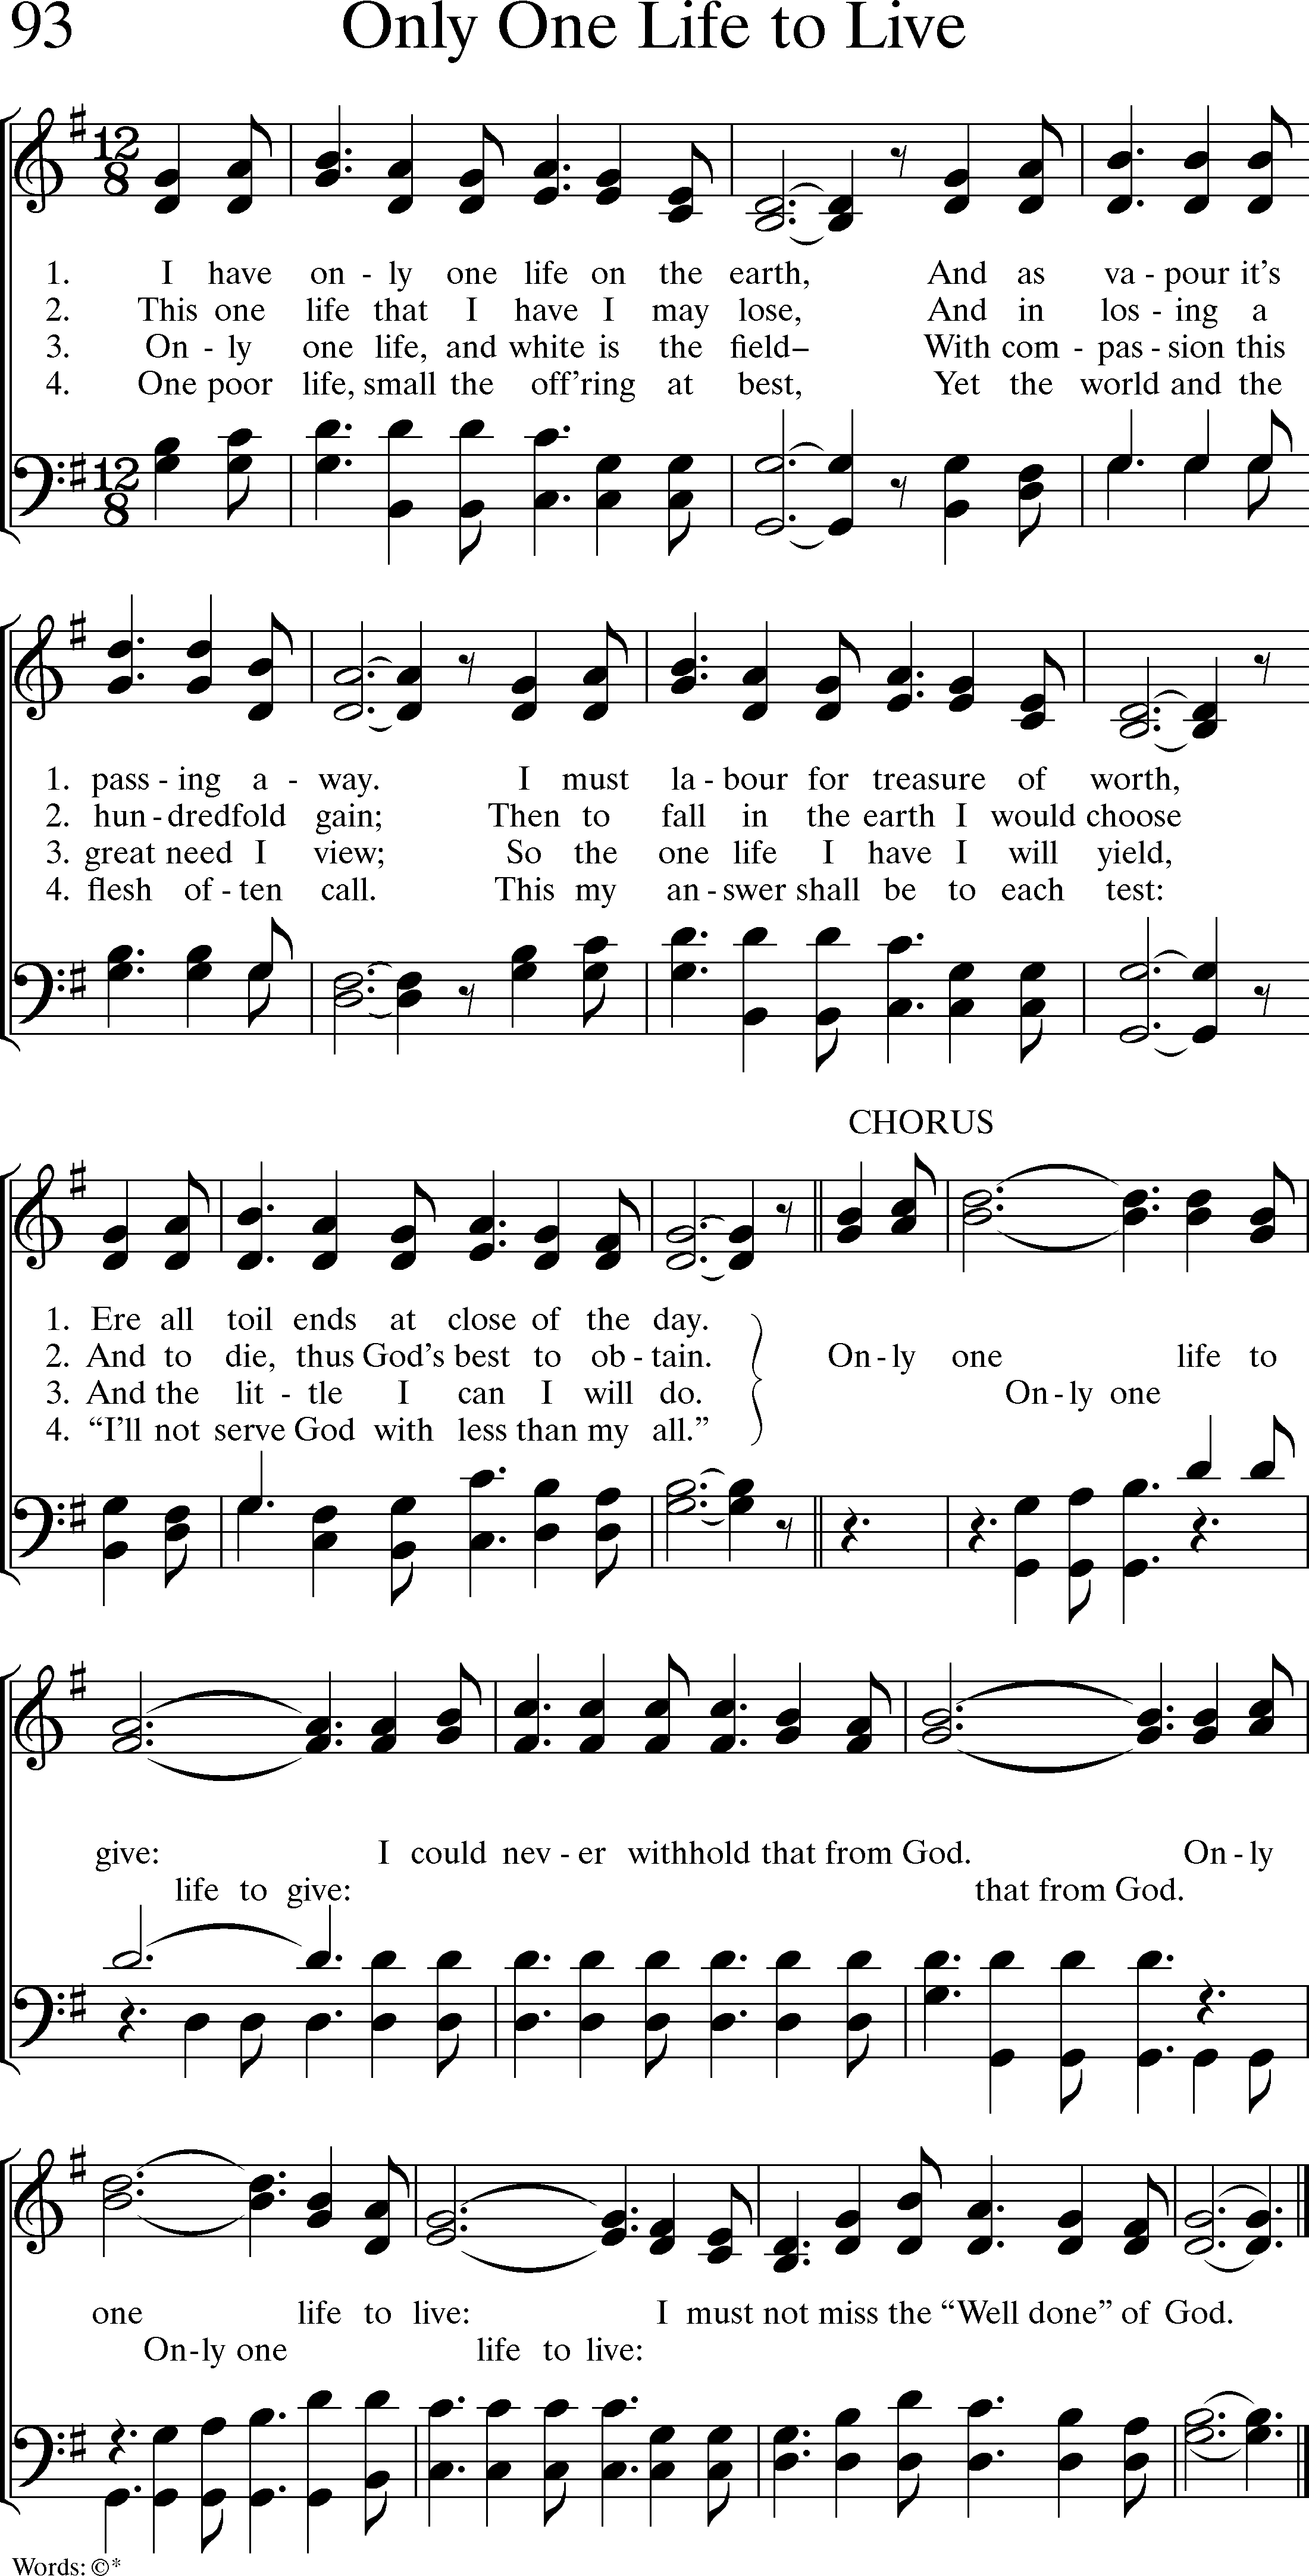 93 Only One Life to Live
12
8
1. I have on - ly one life on the earth, And as va - pour it's
2. This one life that I have I may lose, And in los - ing a
3. On - ly one life, and white is the field– With com - pas - sion this
4. One poor life, small the off'ring at best, Yet the world and the
12
8
1. pass - ing a - way. I must la - bour for treasure of worth,
2. hun - dredfold gain; Then to fall in the earth I would choose
3. great need I view; So the one life I have I will yield,
4. flesh of - ten call. This my an - swer shall be to each test:
CHORUS
1. Ere all toil ends at close of the day.
2. And to die, thus God's best to ob - tain. On - ly one life to
3. And the lit - tle I can I will do. On - ly one
4. “I'll not serve God with less than my all.”
give: I could nev - er withhold that from God. On - ly
life to give: that from God.
one life to live: I must not miss the “Well done” of God.
On - ly one life to live:
Words: ©*